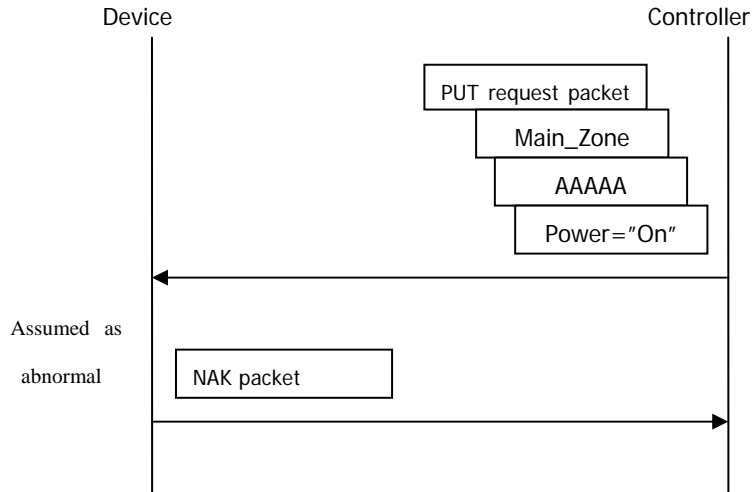 Device
Controller
PUT request packet
Main_Zone
AAAAA
Power="On"
Assumed as
abnormal
NAK packet